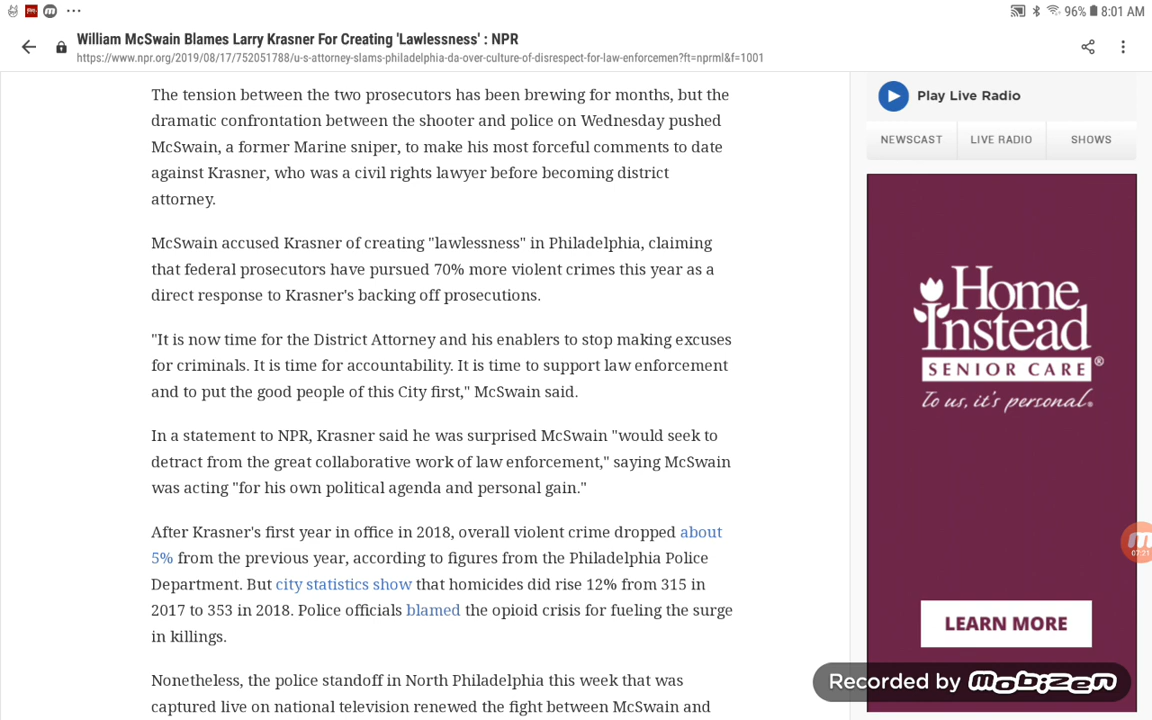 96% 8:01 AM
William McSwain Blames Larry Krasner For Creating 'Lawlessness' : NPR
https://www.npr.org/2019/08/17/752051788/u-s-attorney-slams-philadelphia-da-over-culture-of-disrespect-for-law-enforcemen?ft=nprml&f=1001
The tension between the two prosecutors has been brewing for months, but the
dramatic confrontation between the shooter and police on Wednesday pushed
McSwain, a former Marine sniper, to make his most forceful comments to date
against Krasner, who was a civil rights lawyer before becoming district
attorney.
McSwain accused Krasner of creating "lawlessness" in Philadelphia, claiming
that federal prosecutors have pursued 70% more violent crimes this year as a
direct response to Krasner's backing off prosecutions.
"It is now time for the District Attorney and his enablers to stop making excuses
for criminals. It is time for accountability. It is time to support law enforcement
and to put the good people of this City first," McSwain said.
In a statement to NPR, Krasner said he was surprised McSwain "would seek to
detract from the great collaborative work of law enforcement," saying McSwain
was acting "for his own political agenda and personal gain."
After Krasner's first year in office in 2018, overall violent crime dropped about
5% from the previous year, according to figures from the Philadelphia Police
Department. But city statistics show that homicides did rise 12% from 315 in
2017 to 353 in 2018. Police officials blamed the opioid crisis for fueling the surge
in killings.
Nonetheless, the police standoff in North Philadelphia this week that was
captured live on national television renewed the fight between McSwain and
Play Live Radio
NEWSCAST LIVE RADIO SHOWS
Home
Instead
SENIOR CARE®
To us, it's personal.
07:21
LEARN MORE
Recorded by mobizen